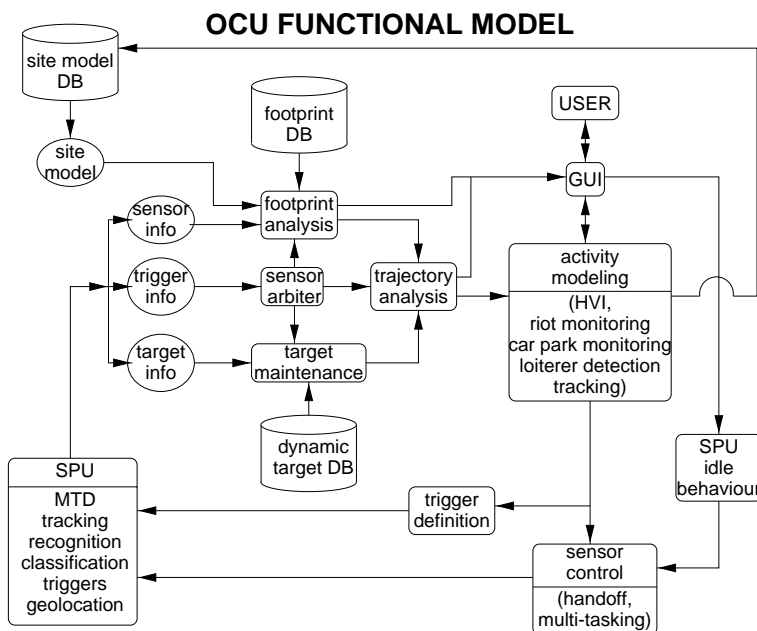 OCU FUNCTIONAL MODEL
site model
DB
footprint
DB
USER
site
model
GUI
sensor
info
footprint
analysis
trigger
info
sensor
arbiter
trajectory
analysis
activity
modeling
(HVI,
riot monitoring
car park monitoring
loiterer detection
tracking)
target
info
target
maintenance
dynamic
target DB
SPU
MTD
tracking
recognition
classification
triggers
geolocation
trigger
definition
SPU
idle
behaviour
sensor
control
(handoff,
multi-tasking)